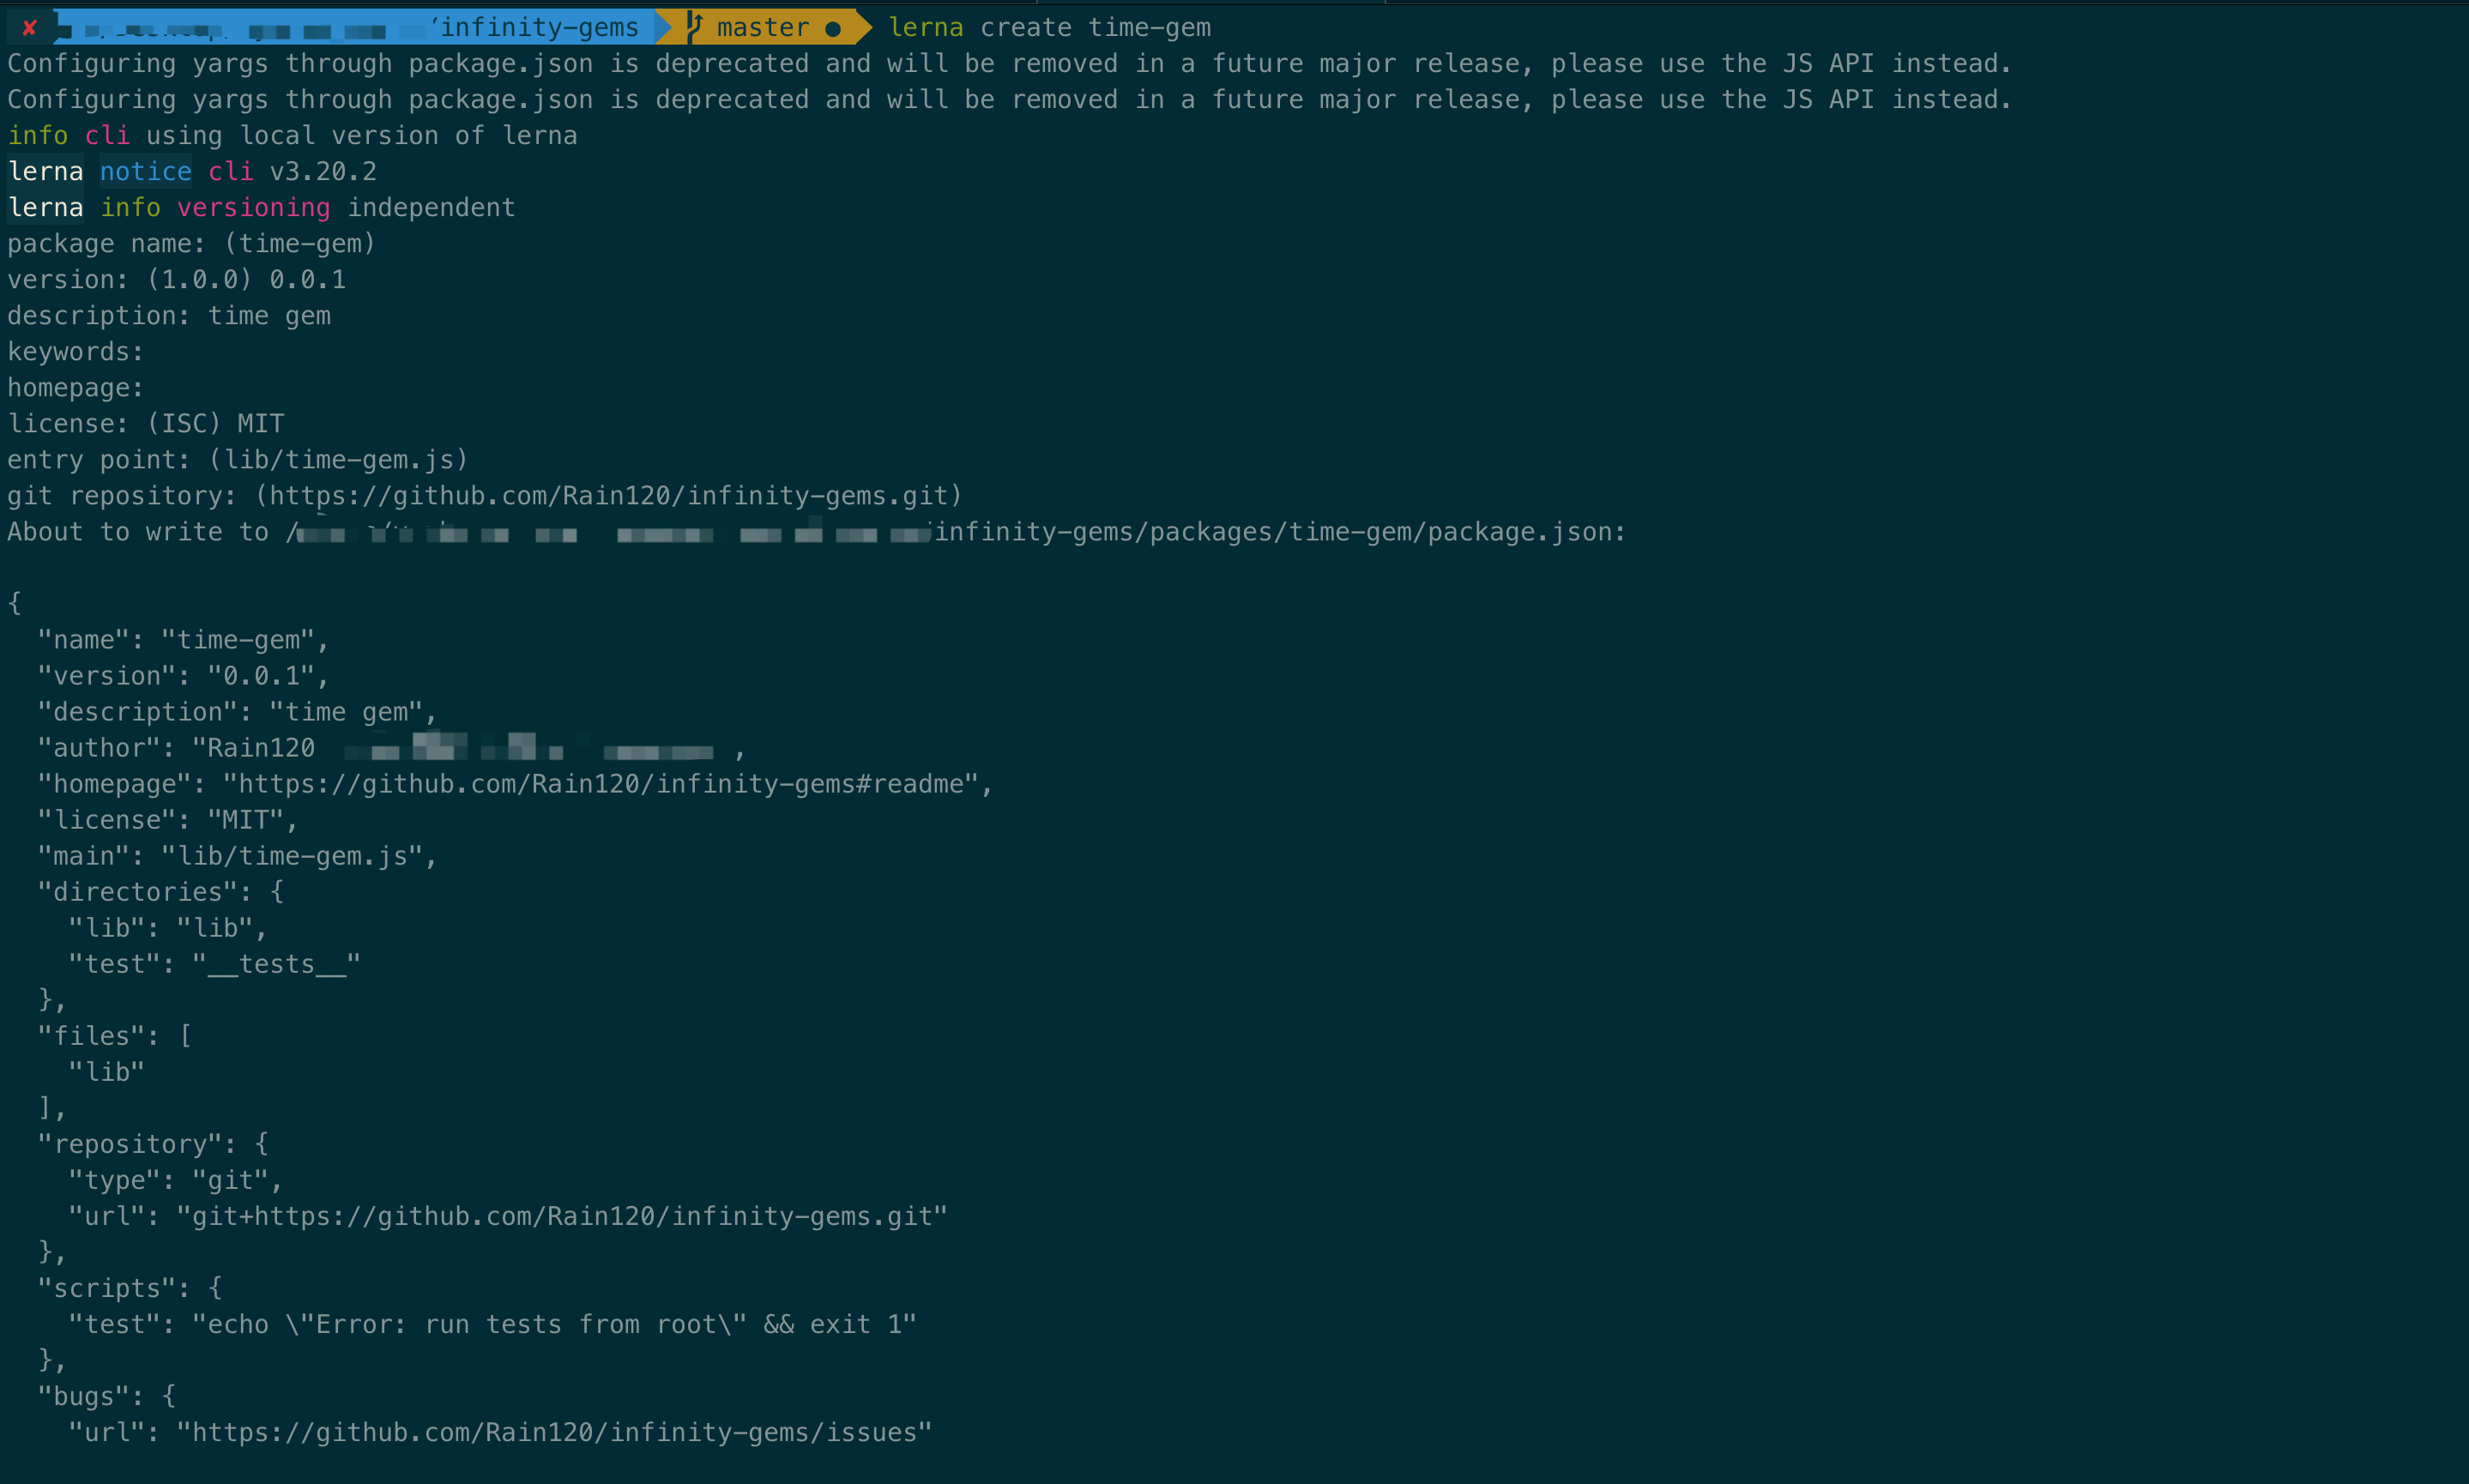 ✘ /infinity-gems master ● lerna create time-gem
Configuring yargs through package.json is deprecated and will be removed in a future major release, please use the JS API instead.
Configuring yargs through package.json is deprecated and will be removed in a future major release, please use the JS API instead.
info cli using local version of lerna
lerna notice cli v3.20.2
lerna info versioning independent
package name: (time-gem)
version: (1.0.0) 0.0.1
description: time gem
keywords:
homepage:
license: (ISC) MIT
entry point: (lib/time-gem.js)
git repository: (https://github.com/Rain120/infinity-gems.git)
About to write to / infinity-gems/packages/time-gem/package.json:

{
  "name": "time-gem",
  "version": "0.0.1",
  "description": "time gem",
  "author": "Rain120 ,
  "homepage": "https://github.com/Rain120/infinity-gems#readme",
  "license": "MIT",
  "main": "lib/time-gem.js",
  "directories": {
    "lib": "lib",
    "test": "__tests__"
  },
  "files": [
    "lib"
  ],
  "repository": {
    "type": "git",
    "url": "git+https://github.com/Rain120/infinity-gems.git"
  },
  "scripts": {
    "test": "echo \"Error: run tests from root\" && exit 1"
  },
  "bugs": {
    "url": "https://github.com/Rain120/infinity-gems/issues"